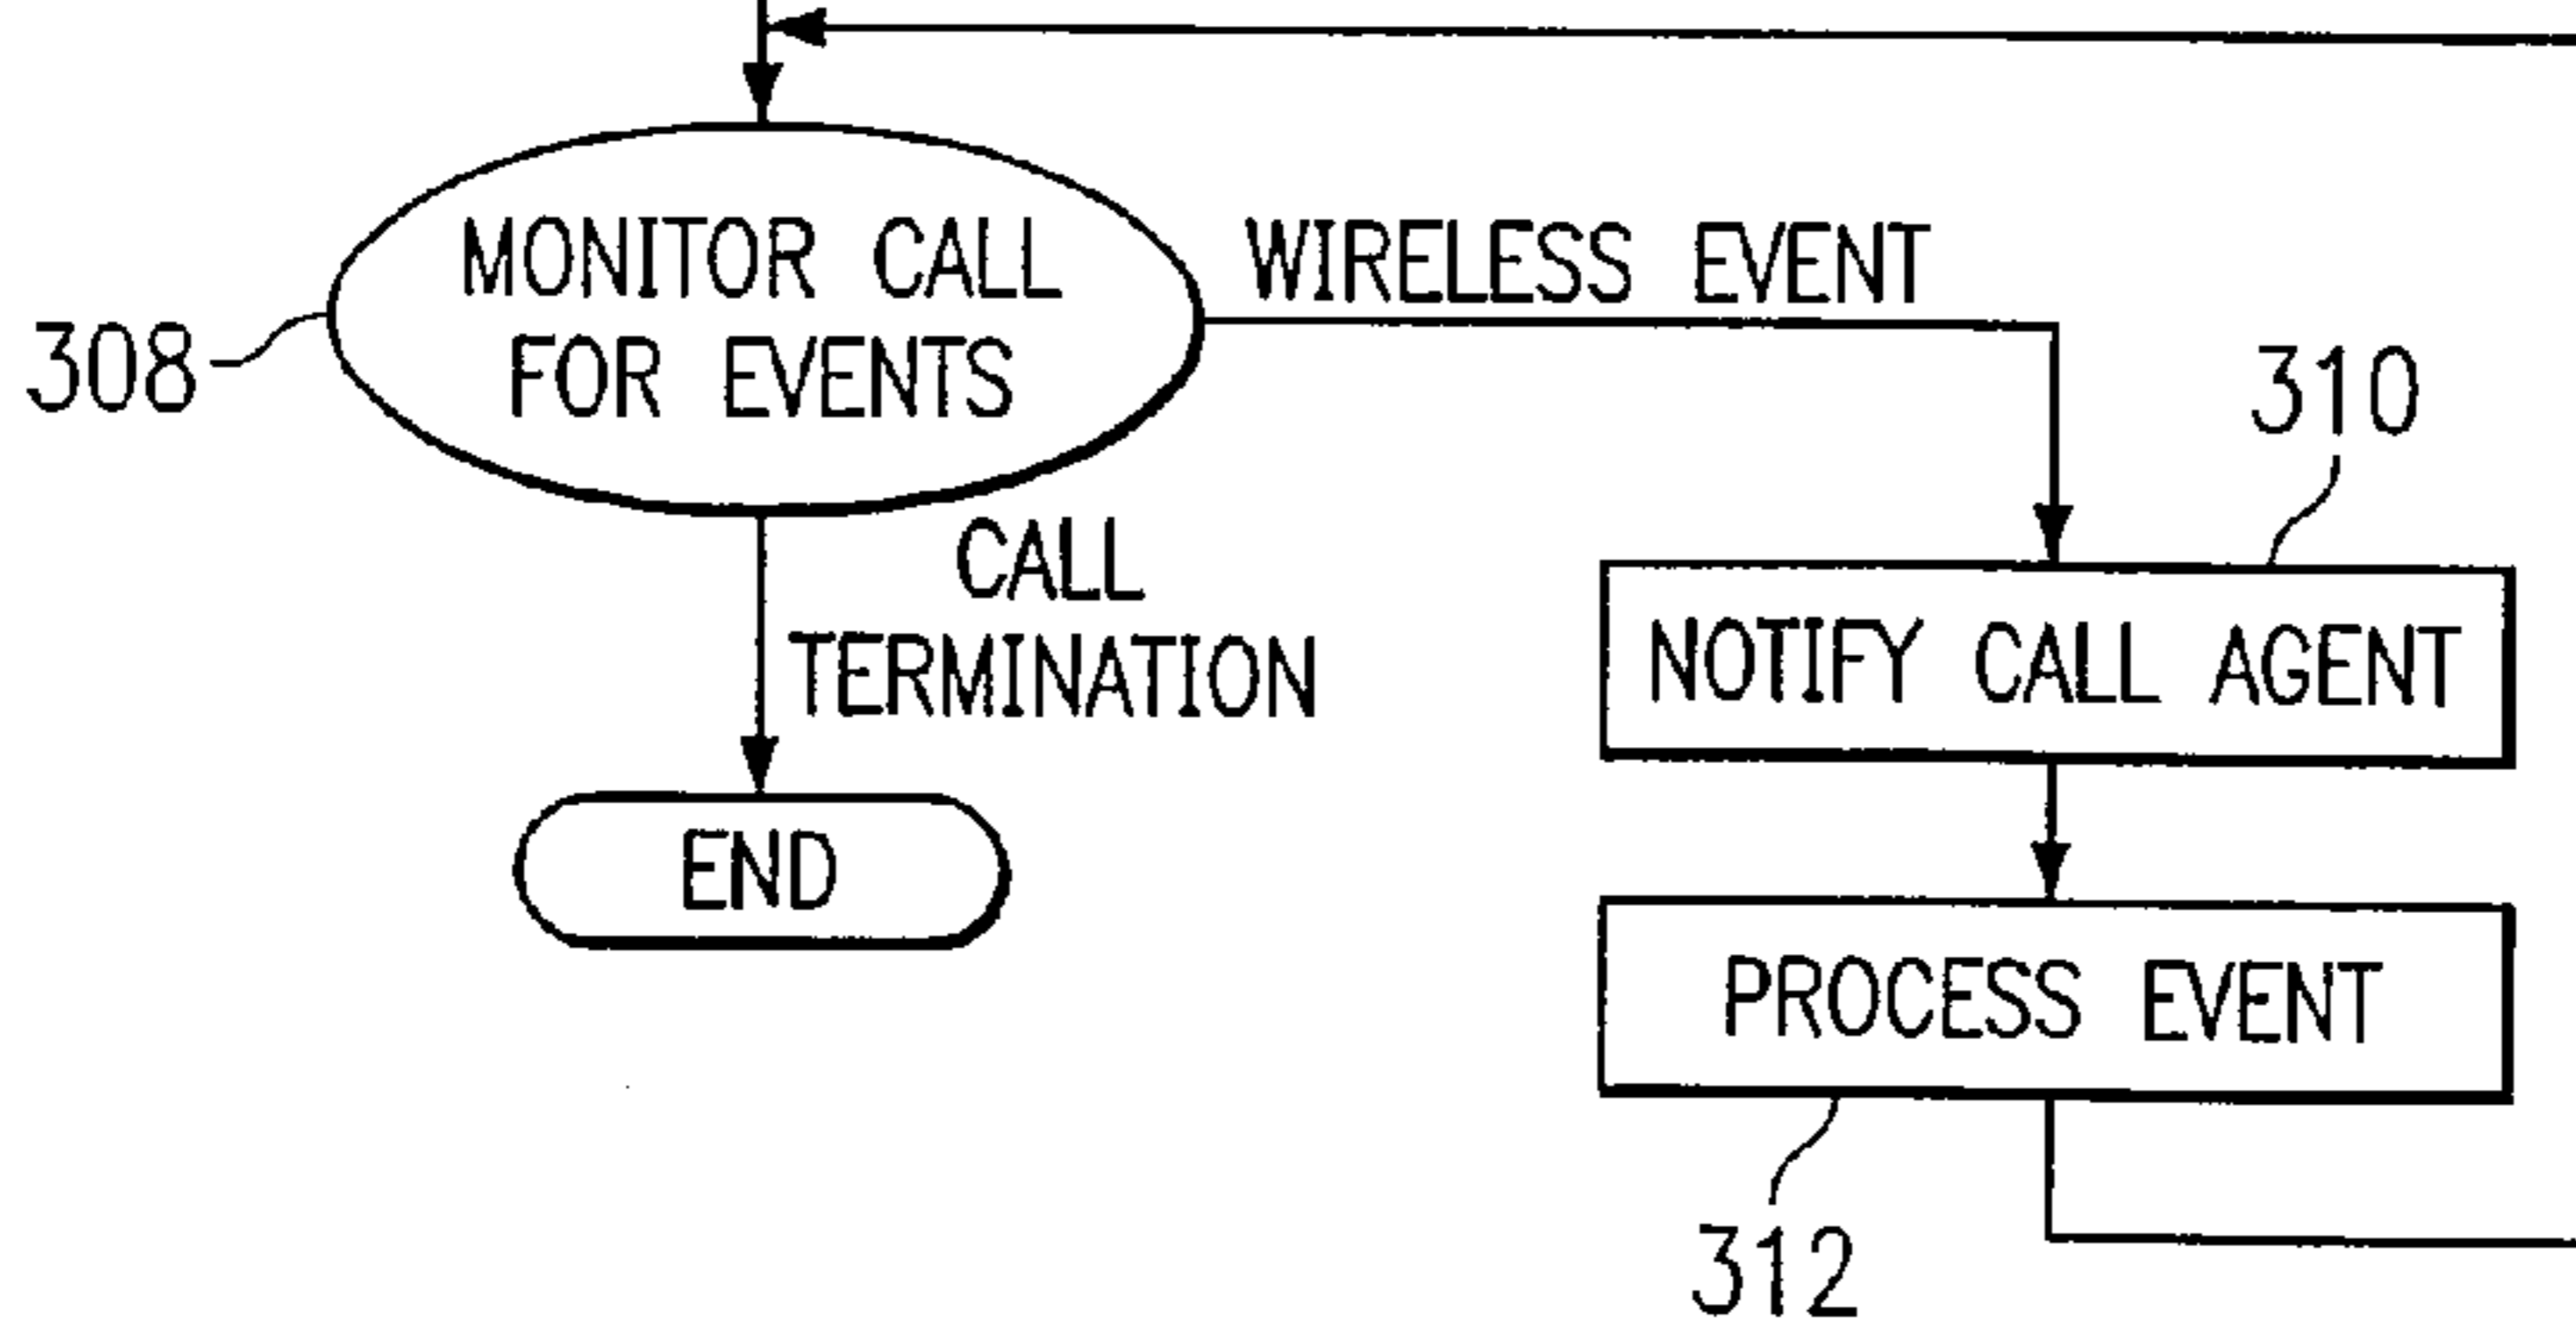 MONITOR CALL
FOR EVENTS
308
WIRELESS EVENT
310
CALL
TERMINATION
NOTIFY CALL AGENT
END
PROCESS EVENT
312